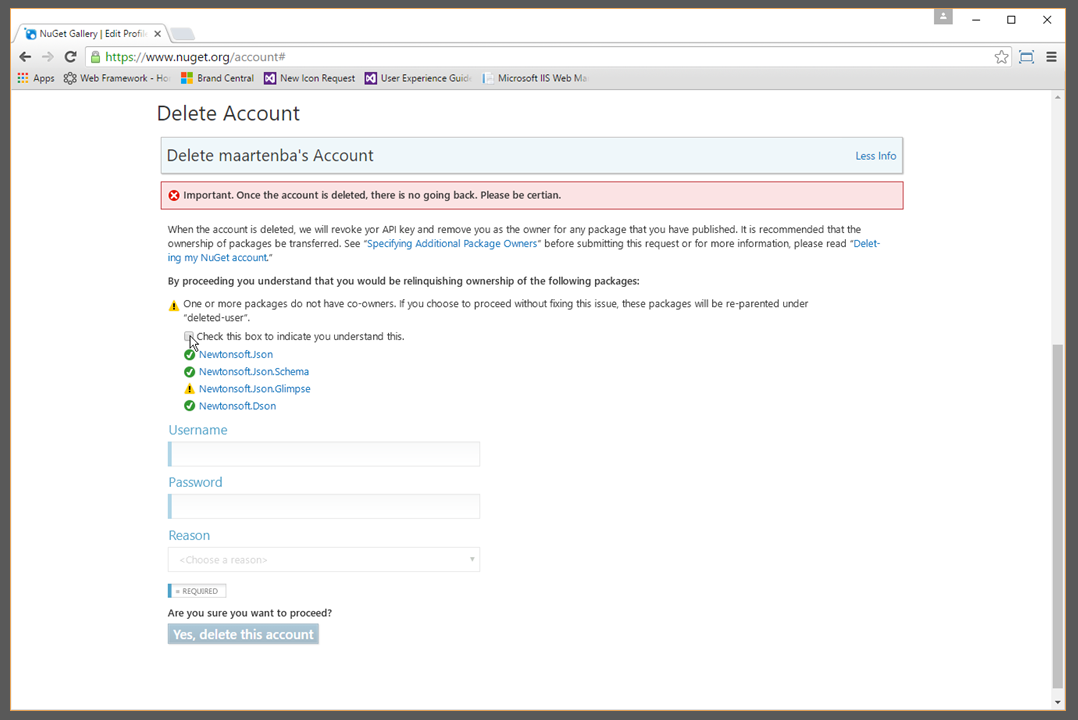 NuGet Gallery | Edit Profil
https://www.nuget.org/account#
Apps Web Framework - Ho Brand Central New Icon Request User Experience Guid Microsoft IIS Web Ma
Delete Account
Delete maartenba's Account Less Info
Important. Once the account is deleted, there is no going back. Please be certian.
When the account is deleted, we will revoke yor API key and remove you as the owner for any package that you have published. It is recommended that the
ownership of packages be transferred. See “Specifying Additional Package Owners” before submitting this request or for more information, please read “Delet-
ing my NuGet account.”
By proceeding you understand that you would be relinquishing ownership of the following packages:
One or more packages do not have co-owners. If you choose to proceed without fixing this issue, these packages will be re-parented under
“deleted-user”.
Check this box to indicate you understand this.
Newtonsoft.Json
Newtonsoft.Json.Schema
Newtonsoft.Json.Glimpse
Newtonsoft.Dson
Username
Password
Reason
<Choose a reason>
= REQUIRED
Are you sure you want to proceed?
Yes, delete this account